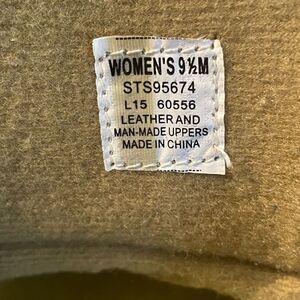 WOMEN'S 9½M
STS95674
L15 60556
LEATHER AND
MAN-MADE UPPERS
MADE IN CHINA